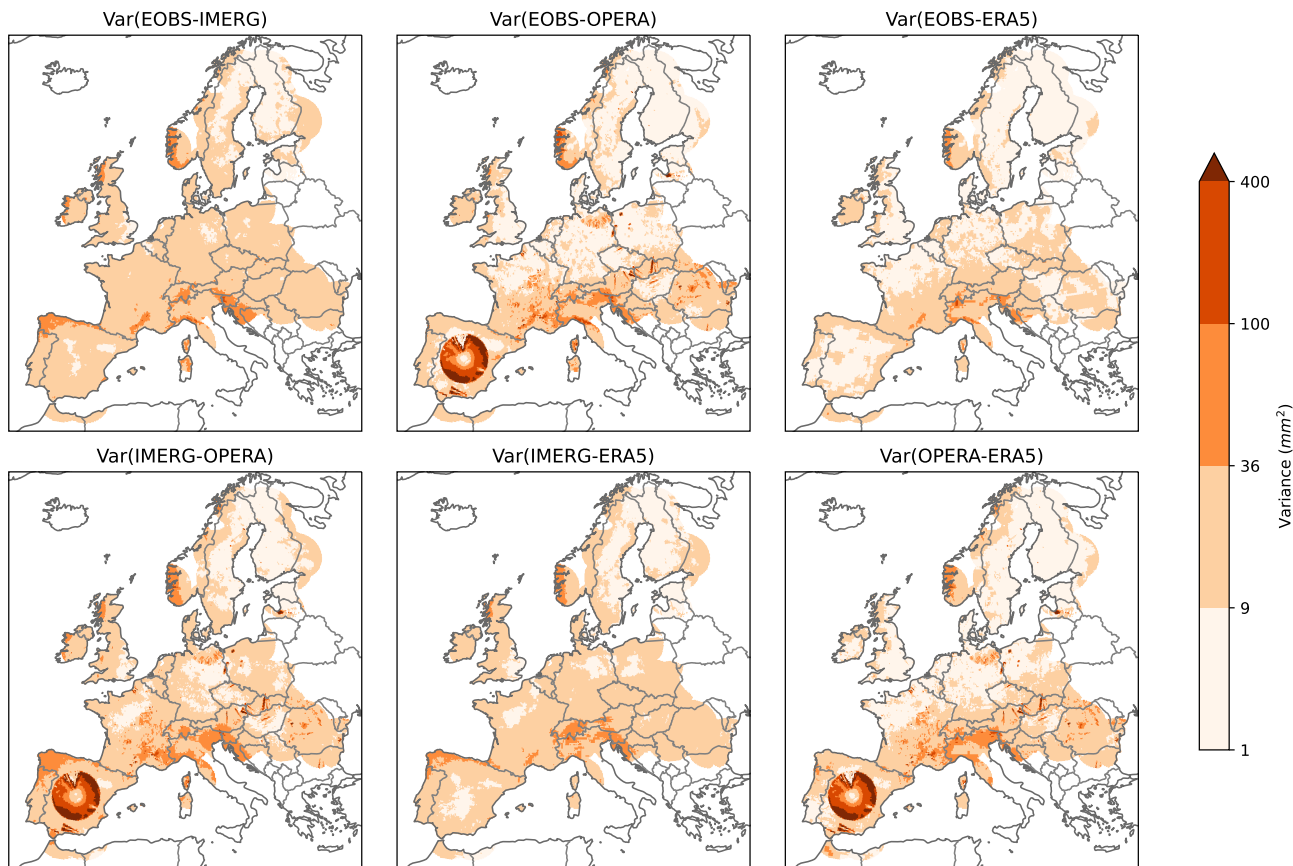 Var(EOBS-IMERG)
Var(EOBS-OPERA)
Var(EOBS-ERA5)
Var(IMERG-OPERA)
Var(IMERG-ERA5)
Var(OPERA-ERA5)
400
100
36
9
1
Variance (mm²)